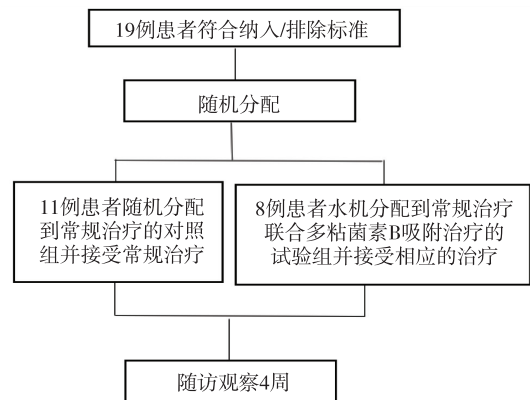 19例患者符合纳入/排除标准
随机分配
11例患者随机分配
到常规治疗的对照
组并接受常规治疗
8例患者水机分配到常规治疗
联合多粘菌素B吸附治疗的
试验组并接受相应的治疗
随访观察4周